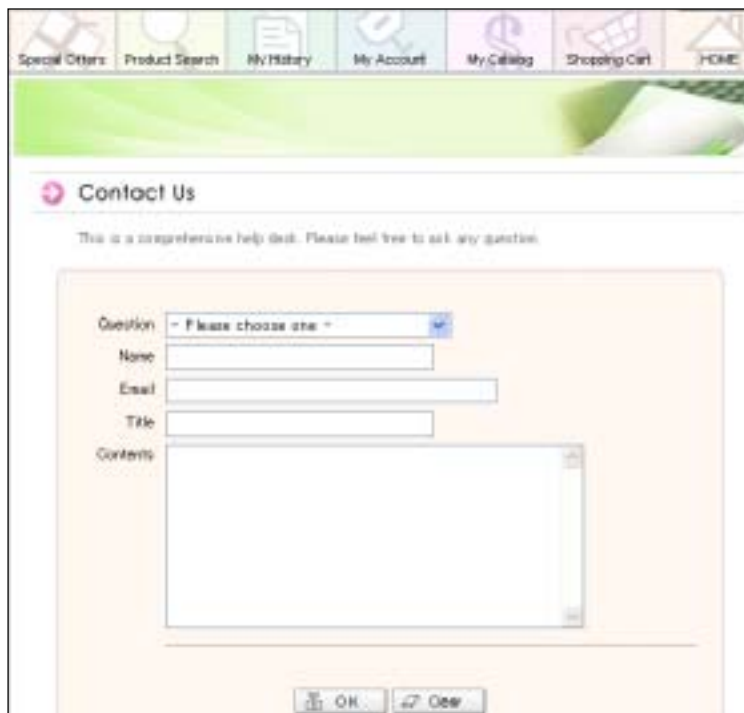 Special Offers Product Search My History My Account My Catalog Shopping Cart HOME
Contact Us
This is a comprehensive help desk. Please feel free to ask any question.
Question - Please choose one -
Name
Email
Title
Contents
OK Clear